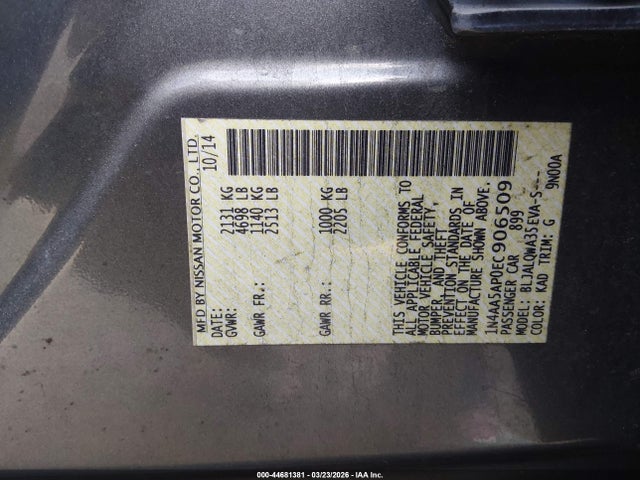 MFD BY NISSAN MOTOR CO., LTD.
DATE: 10/14
GVWR: 2131 KG
4698 LB
GAWR FR.: 1140 KG
2513 LB
GAWR RR.: 1000 KG
2205 LB
THIS VEHICLE CONFORMS TO
ALL APPLICABLE FEDERAL
MOTOR VEHICLE SAFETY,
BUMPER, AND THEFT
PREVENTION STANDARDS IN
EFFECT ON THE DATE OF
MANUFACTURE SHOWN ABOVE.
1N4AA5AP0EC906509
PASSENGER CAR 899
MODEL: BLJALQWA35EVA-S---
COLOR: KAD TRIM: G 9N00A
000-44681381 | 03/23/2026 | IAA Inc.